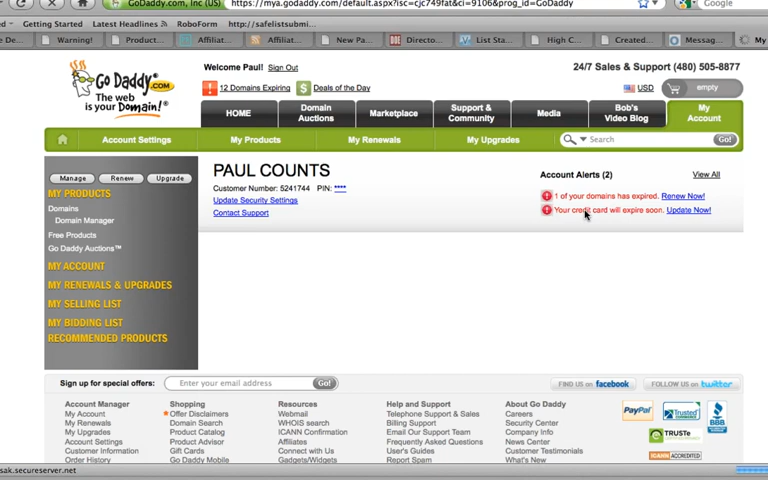 GoDaddy.com, Inc (US)
https://mya.godaddy.com/default.aspx?isc=cjc749fat&ci=9106&prog_id=GoDaddy
Google
Getting Started
Latest Headlines
RoboForm
http://safelistsubmi...
Warning!
Product...
Affiliat...
Affiliat...
New Pa...
Directo...
List Sta...
High C...
Created...
Messag...
My
Go Daddy.COM
The web
is your Domain!®
Welcome Paul! Sign Out
12 Domains Expiring
Deals of the Day
24/7 Sales & Support (480) 505-8877
USD
empty
HOME
Domain
Auctions
Marketplace
Support &
Community
Media
Bob's
Video Blog
My
Account
Account Settings
My Products
My Renewals
My Upgrades
Search
Go!
Manage
Renew
Upgrade
MY PRODUCTS
Domains
Domain Manager
Free Products
Go Daddy Auctions™
MY ACCOUNT
MY RENEWALS & UPGRADES
MY SELLING LIST
MY BIDDING LIST
RECOMMENDED PRODUCTS
PAUL COUNTS
Customer Number: 5241744 PIN: ****
Update Security Settings
Contact Support
Account Alerts (2)
View All
1 of your domains has expired. Renew Now!
Your credit card will expire soon. Update Now!
Sign up for special offers:
Enter your email address
Go!
FIND US ON facebook
FOLLOW US ON twitter
Account Manager
My Account
My Renewals
My Upgrades
Account Settings
Customer Information
Order History
Shopping
* Offer Disclaimers
Domain Search
Product Catalog
Product Advisor
Gift Cards
Go Daddy Mobile
Resources
Webmail
WHOIS search
ICANN Confirmation
Affiliates
Connect with Us
Gadgets/Widgets
Help and Support
Telephone Support & Sales
Billing Support
Email Our Support Team
Frequently Asked Questions
User's Guides
Report Spam
About Go Daddy
Careers
Security Center
Company Info
News Center
Customer Testimonials
What's New
PayPal
Trusted
Commerce
BBB
TRUSTe
ICANN ACCREDITED
sak.secureserver.net